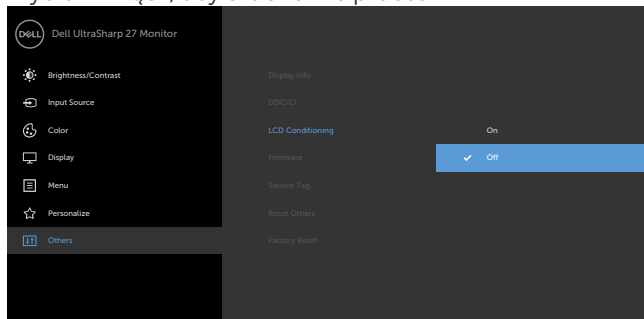 DELL
Dell UltraSharp 27 Monitor
Brightness/Contrast
Display Info
Input Source
DDC/CI
Color
LCD Conditioning
On
Display
Firmware
Off
Menu
Service Tag
Personalize
Reset Others
Others
Factory Reset